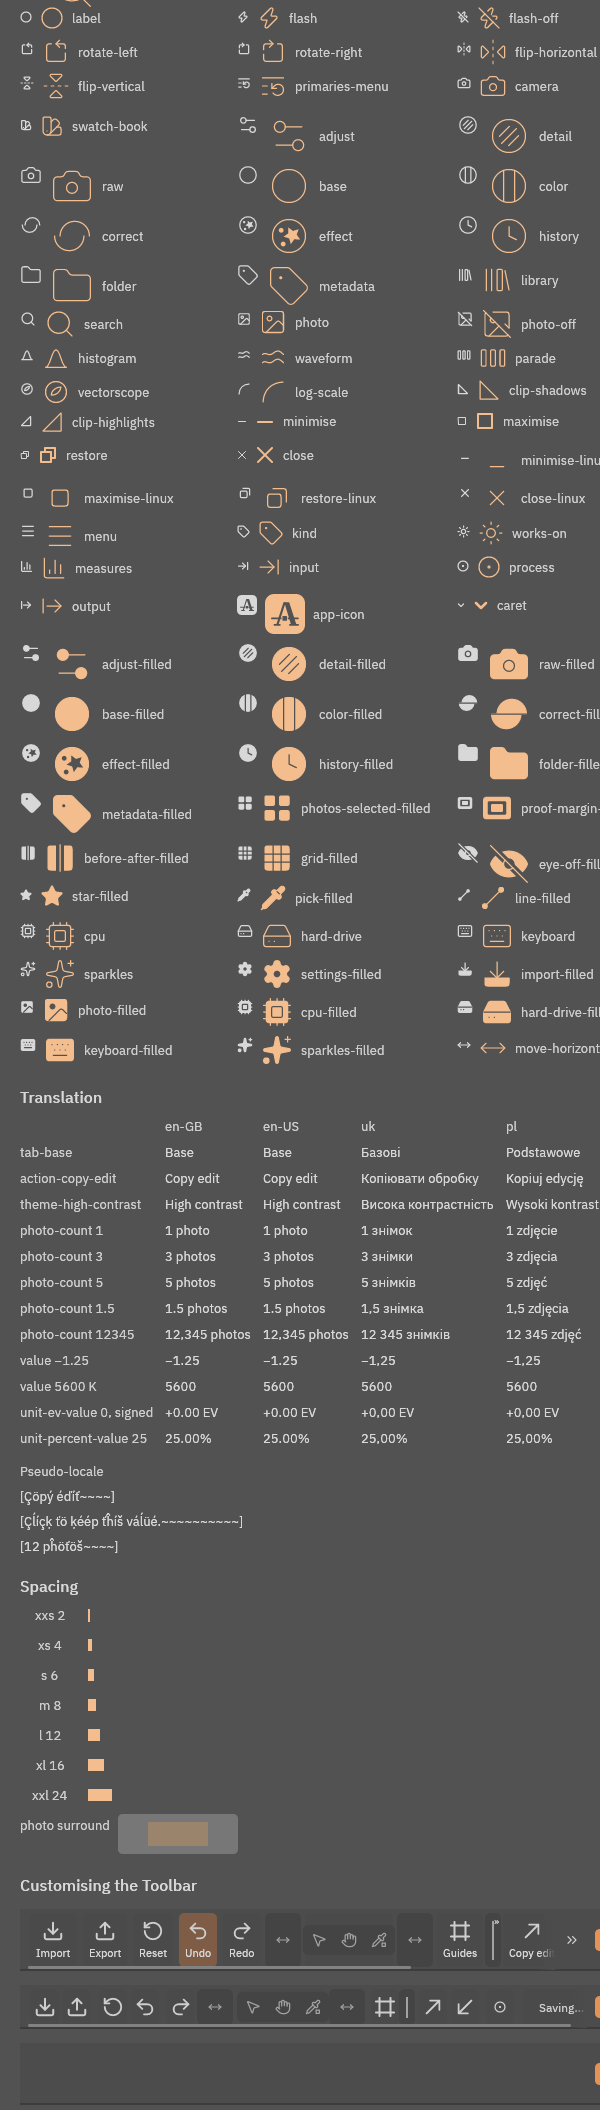 label flash flash-off
rotate-left rotate-right flip-horizontal
flip-vertical primaries-menu camera
swatch-book adjust detail
raw base color
correct effect history
folder metadata library
search photo photo-off
histogram waveform parade
vectorscope log-scale clip-shadows
clip-highlights minimise maximise
restore close minimise-linu
maximise-linux restore-linux close-linux
menu kind works-on
measures input process
output app-icon caret
adjust-filled detail-filled raw-filled
base-filled color-filled correct-fille
effect-filled history-filled folder-fille
metadata-filled photos-selected-filled proof-margin-
before-after-filled grid-filled eye-off-fill
star-filled pick-filled line-filled
cpu hard-drive keyboard
sparkles settings-filled import-filled
photo-filled cpu-filled hard-drive-fill
keyboard-filled sparkles-filled move-horizont
Translation
en-GB en-US uk pl
tab-base Base Base Базові Podstawowe
action-copy-edit Copy edit Copy edit Копіювати обробку Kopiuj edycję
theme-high-contrast High contrast High contrast Висока контрастність Wysoki kontrast
photo-count 1 1 photo 1 photo 1 знімок 1 zdjęcie
photo-count 3 3 photos 3 photos 3 знімки 3 zdjęcia
photo-count 5 5 photos 5 photos 5 знімків 5 zdjęć
photo-count 1.5 1.5 photos 1.5 photos 1,5 знімка 1,5 zdjęcia
photo-count 12345 12,345 photos 12,345 photos 12 345 знімків 12 345 zdjęć
value −1.25 −1.25 −1.25 −1,25 −1,25
value 5600 K 5600 5600 5600 5600
unit-ev-value 0, signed +0.00 EV +0.00 EV +0,00 EV +0,00 EV
unit-percent-value 25 25.00% 25.00% 25,00% 25,00%
Pseudo-locale
[Çöpý éďíť~~~~]
[Çĺíçķ ťö ķéép ťĥíš váĺüé.~~~~~~~~~~]
[12 pĥöťöš~~~~]
Spacing
xxs 2
xs 4
s 6
m 8
l 12
xl 16
xxl 24
photo surround
Customising the Toolbar
Import Export Reset Undo Redo Guides Copy edi
Saving...